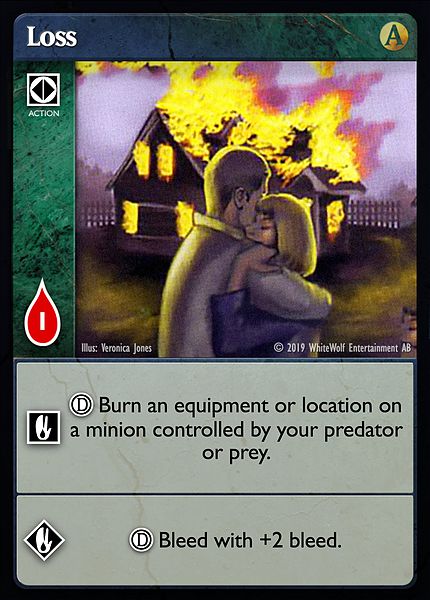 Loss
A
ACTION
1
Illus: Veronica Jones
© 2019 WhiteWolf Entertainment AB
D Burn an equipment or location on
a minion controlled by your predator
or prey.
D Bleed with +2 bleed.